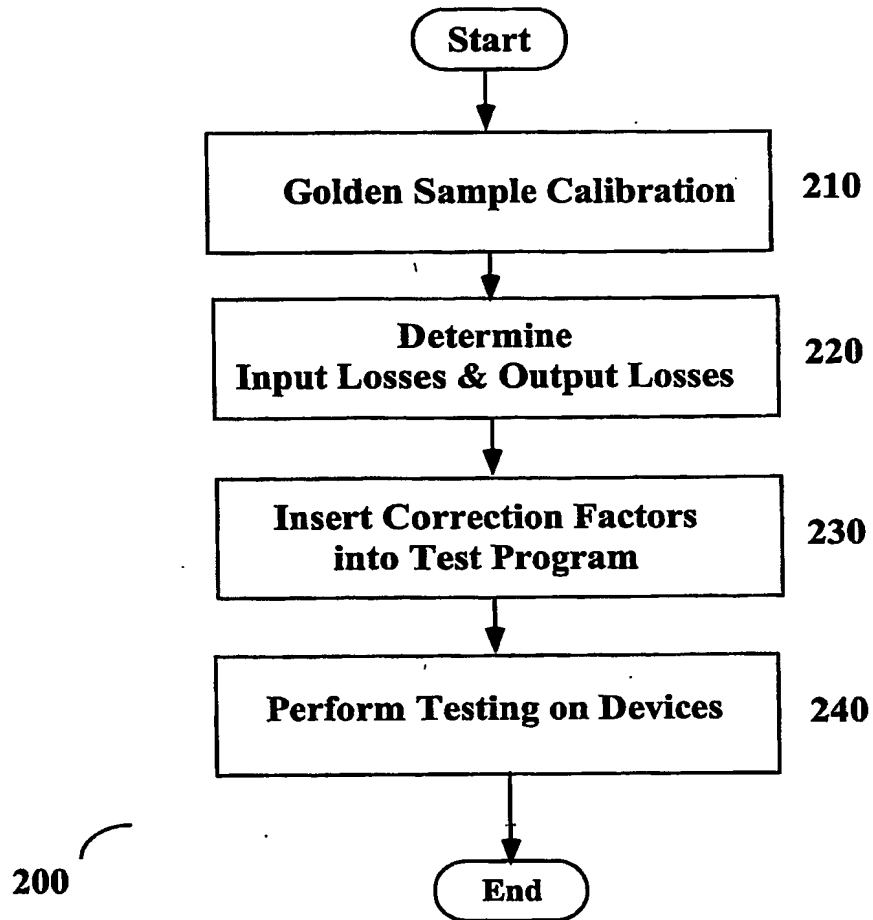 Start
Golden Sample Calibration
210
Determine
Input Losses & Output Losses
220
Insert Correction Factors
into Test Program
230
Perform Testing on Devices
240
200
End